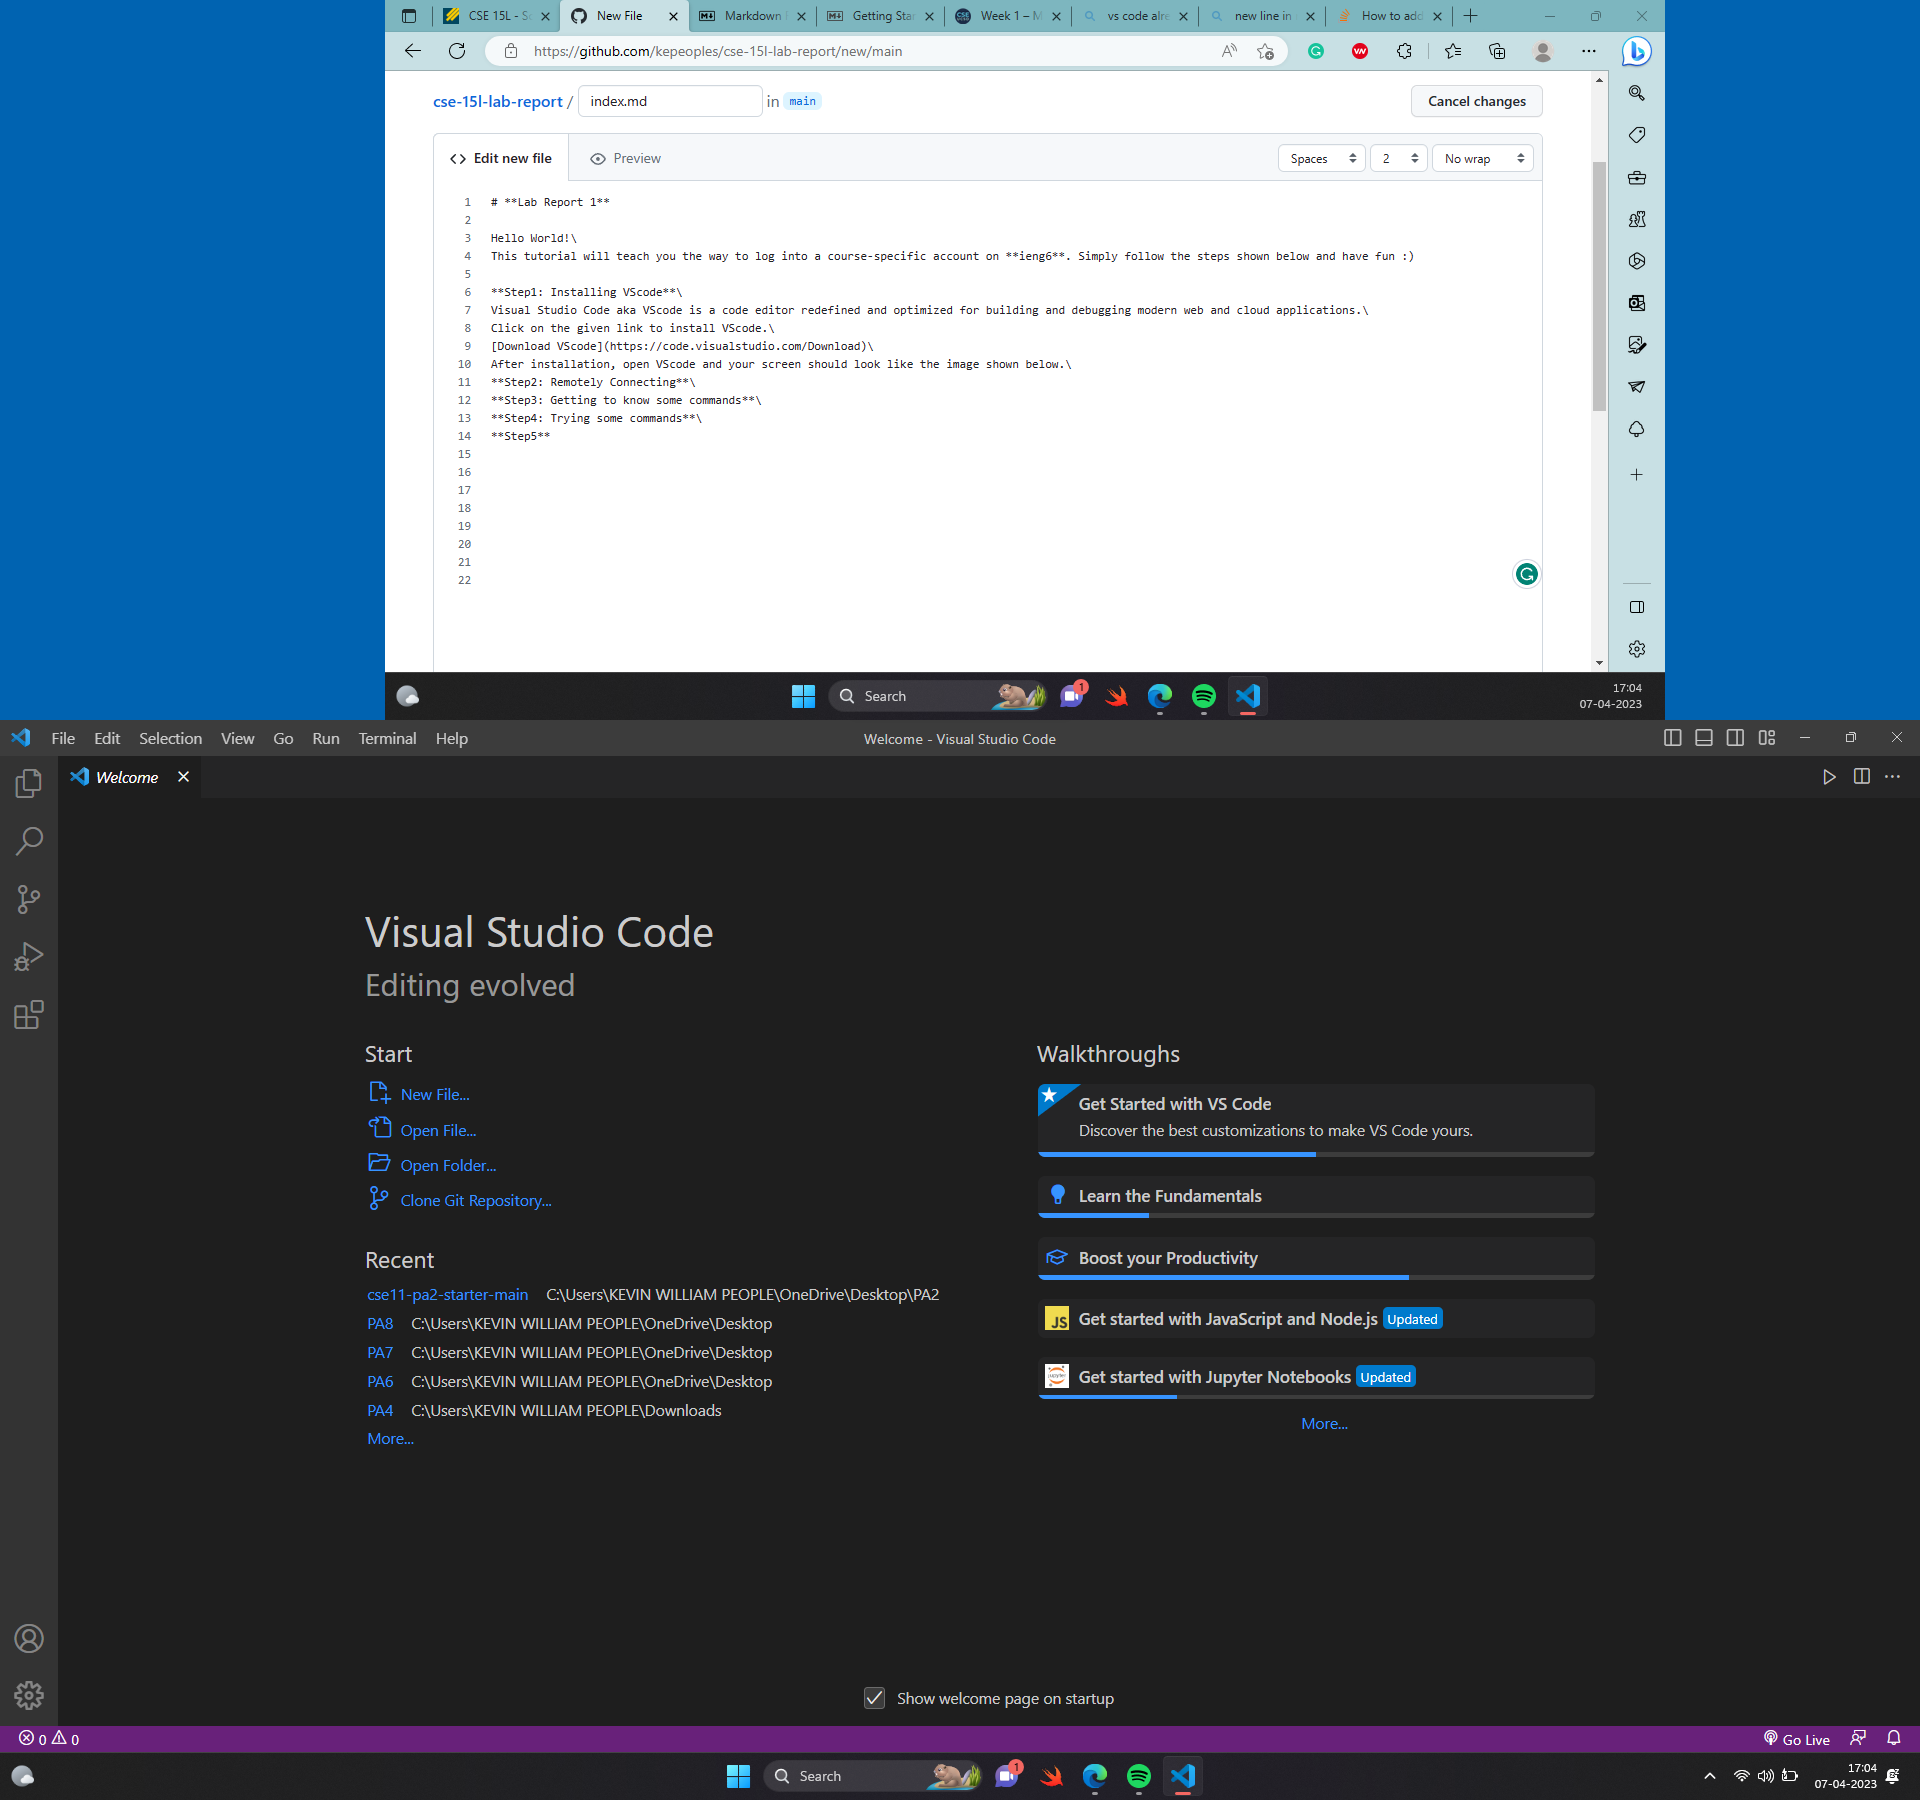 CSE 15L - S
New File
Markdown
Getting Sta
Week 1 –
vs code alre
new line in
How to add
https://github.com/kepeoples/cse-15l-lab-report/new/main
cse-15l-lab-report / index.md in main
Cancel changes
Edit new file
Preview
Spaces
2
No wrap
1 # **Lab Report 1**
2
3 Hello World!\
4 This tutorial will teach you the way to log into a course-specific account on **ieng6**. Simply follow the steps shown below and have fun :)
5
6 **Step1: Installing VScode**\
7 Visual Studio Code aka VScode is a code editor redefined and optimized for building and debugging modern web and cloud applications.\
8 Click on the given link to install VScode.\
9 [Download VScode](https://code.visualstudio.com/Download)\
10 After installation, open VScode and your screen should look like the image shown below.\
11 **Step2: Remotely Connecting**\
12 **Step3: Getting to know some commands**\
13 **Step4: Trying some commands**\
14 **Step5**
15
16
17
18
19
20
21
22
Search
1
17:04
07-04-2023
File Edit Selection View Go Run Terminal Help
Welcome - Visual Studio Code
Welcome
Visual Studio Code
Editing evolved
Start
New File...
Open File...
Open Folder...
Clone Git Repository...
Recent
cse11-pa2-starter-main C:\Users\KEVIN WILLIAM PEOPLE\OneDrive\Desktop\PA2
PA8 C:\Users\KEVIN WILLIAM PEOPLE\OneDrive\Desktop
PA7 C:\Users\KEVIN WILLIAM PEOPLE\OneDrive\Desktop
PA6 C:\Users\KEVIN WILLIAM PEOPLE\OneDrive\Desktop
PA4 C:\Users\KEVIN WILLIAM PEOPLE\Downloads
More...
Walkthroughs
Get Started with VS Code
Discover the best customizations to make VS Code yours.
Learn the Fundamentals
Boost your Productivity
JS Get started with JavaScript and Node.js Updated
Get started with Jupyter Notebooks Updated
More...
Show welcome page on startup
0 0
Go Live
Search
1
17:04
07-04-2023